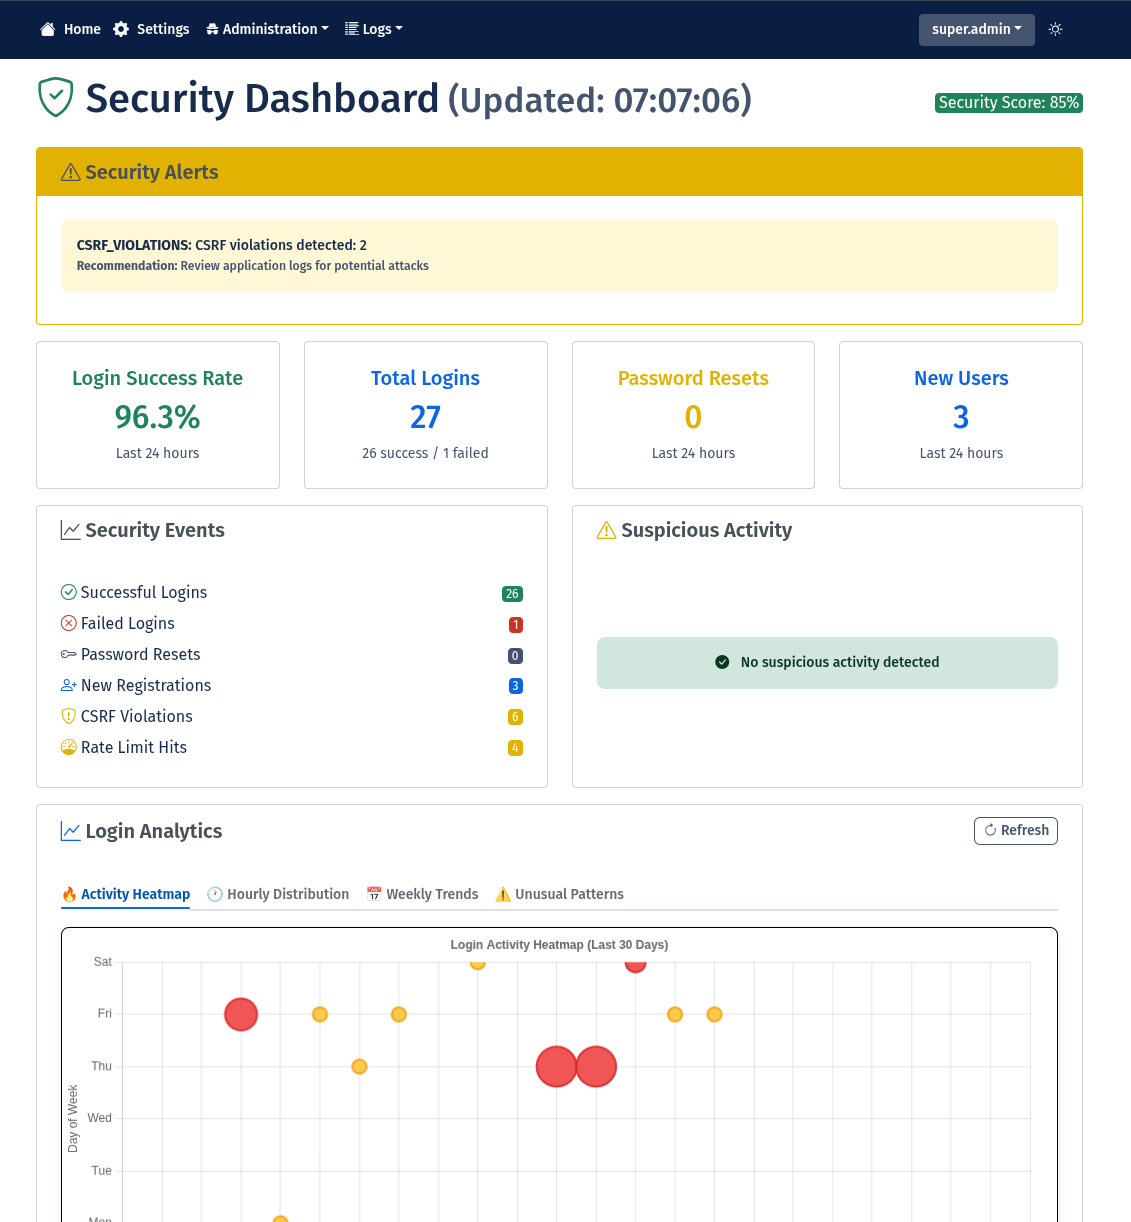 Home Settings Administration Logs super.admin
Security Dashboard (Updated: 07:07:06) Security Score: 85%
Security Alerts
CSRF_VIOLATIONS: CSRF violations detected: 2
Recommendation: Review application logs for potential attacks
Login Success Rate
96.3%
Last 24 hours
Total Logins
27
26 success / 1 failed
Password Resets
0
Last 24 hours
New Users
3
Last 24 hours
Security Events
Successful Logins 26
Failed Logins 1
Password Resets 0
New Registrations 3
CSRF Violations 6
Rate Limit Hits 4
Suspicious Activity
No suspicious activity detected
Login Analytics Refresh
Activity Heatmap Hourly Distribution Weekly Trends Unusual Patterns
Login Activity Heatmap (Last 30 Days)
Sat
Fri
Thu
Wed
Tue
Mon
Day of Week